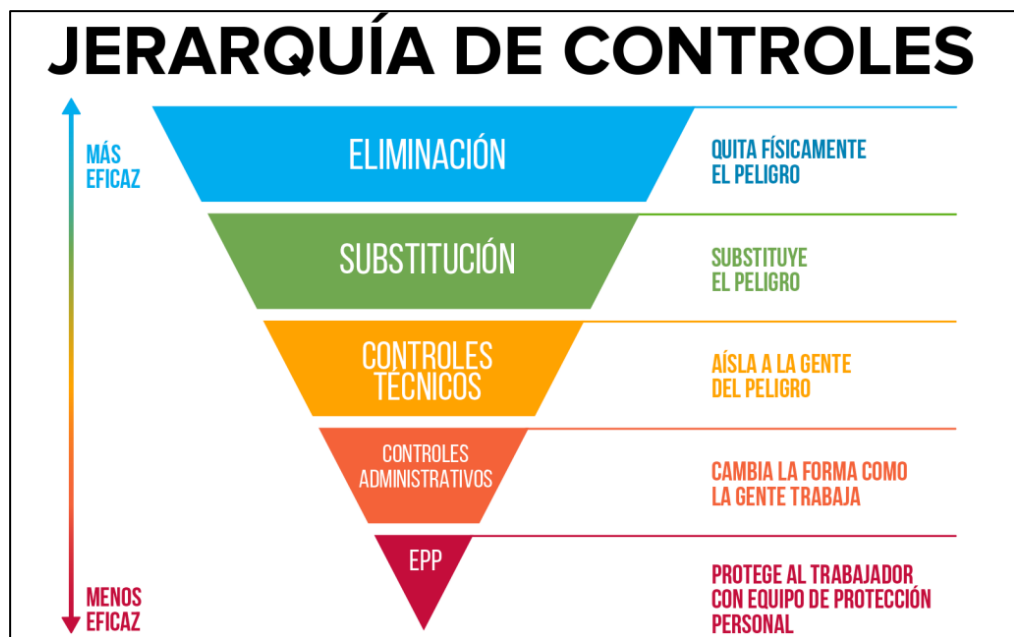 JERARQUÍA DE CONTROLES
MÁS
EFICAZ
ELIMINACIÓN
QUITA FÍSICAMENTE
EL PELIGRO
SUBSTITUCIÓN
SUBSTITUYE
EL PELIGRO
CONTROLES
TÉCNICOS
AÍSLA A LA GENTE
DEL PELIGRO
CONTROLES
ADMINISTRATIVOS
CAMBIA LA FORMA COMO
LA GENTE TRABAJA
EPP
PROTEGE AL TRABAJADOR
CON EQUIPO DE PROTECCIÓN
PERSONAL
MENOS
EFICAZ